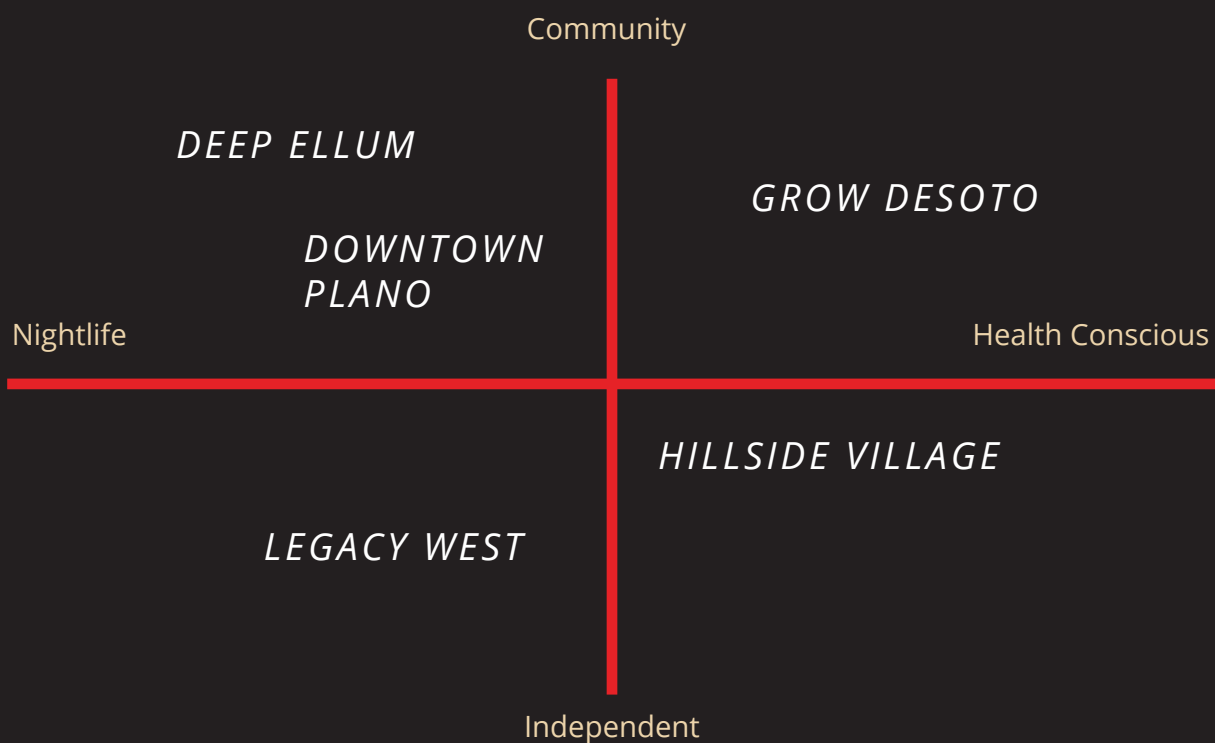 Community
DEEP ELLUM
GROW DESOTO
DOWNTOWN
PLANO
Nightlife
Health Conscious
HILLSIDE VILLAGE
LEGACY WEST
Independent